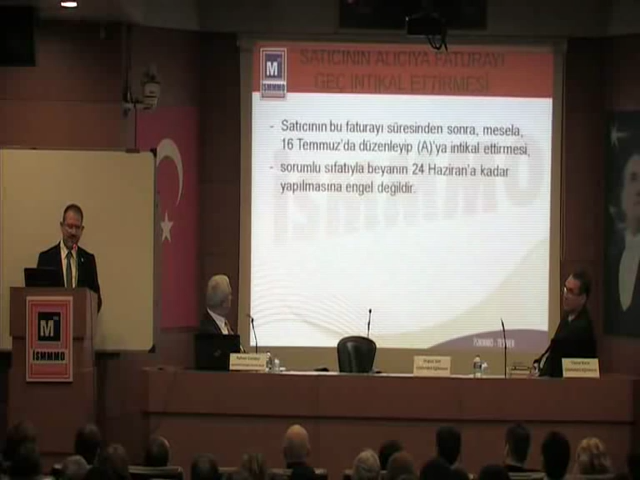 SATICININ ALICIYA FATURAYI
GEÇ İNTİKAL ETTİRMESİ
M
İSMMMO
- Satıcının bu faturayı süresinden sonra, mesela,
16 Temmuz'da düzenleyip (A)'ya intikal ettirmesi,
- sorumlu sıfatıyla beyanın 24 Haziran'a kadar
yapılmasına engel değildir.
İSMMMO
M
İSMMMO